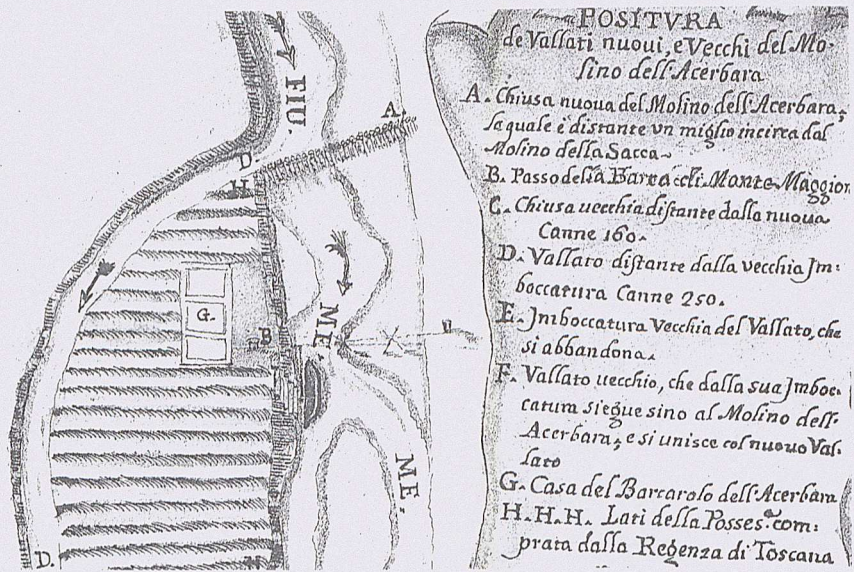 POSITVRA
de Vallati nuoui, e Vecchi del Mo-
lino dell'Acerbara
A. Chiusa nuoua del Molino dell'Acerbara,
la quale è distante vn miglio incirca dal
Molino della Sacca
B. Passo della Barca di Monte Maggior
C. Chiusa uecchia distante dalla nuoua
Canne 160.
D. Vallato distante dalla vecchia Jm:
boccatura Canne 250.
E. Jmboccatura Vecchia del Vallato, che
si abbandona.
F. Vallato uecchio, che dalla sua Jmboc:
catura siegue sino al Molino dell'
Acerbara, e si unisce col nuouo Val:
lato
G. Casa del Barcarolo dell'Acerbara
H. H. H. Lati della Posses.e com:
prata dalla Regenza di Toscana
FIU.
A.
D.
H.
G.
B
ME.
ME.
D.
H